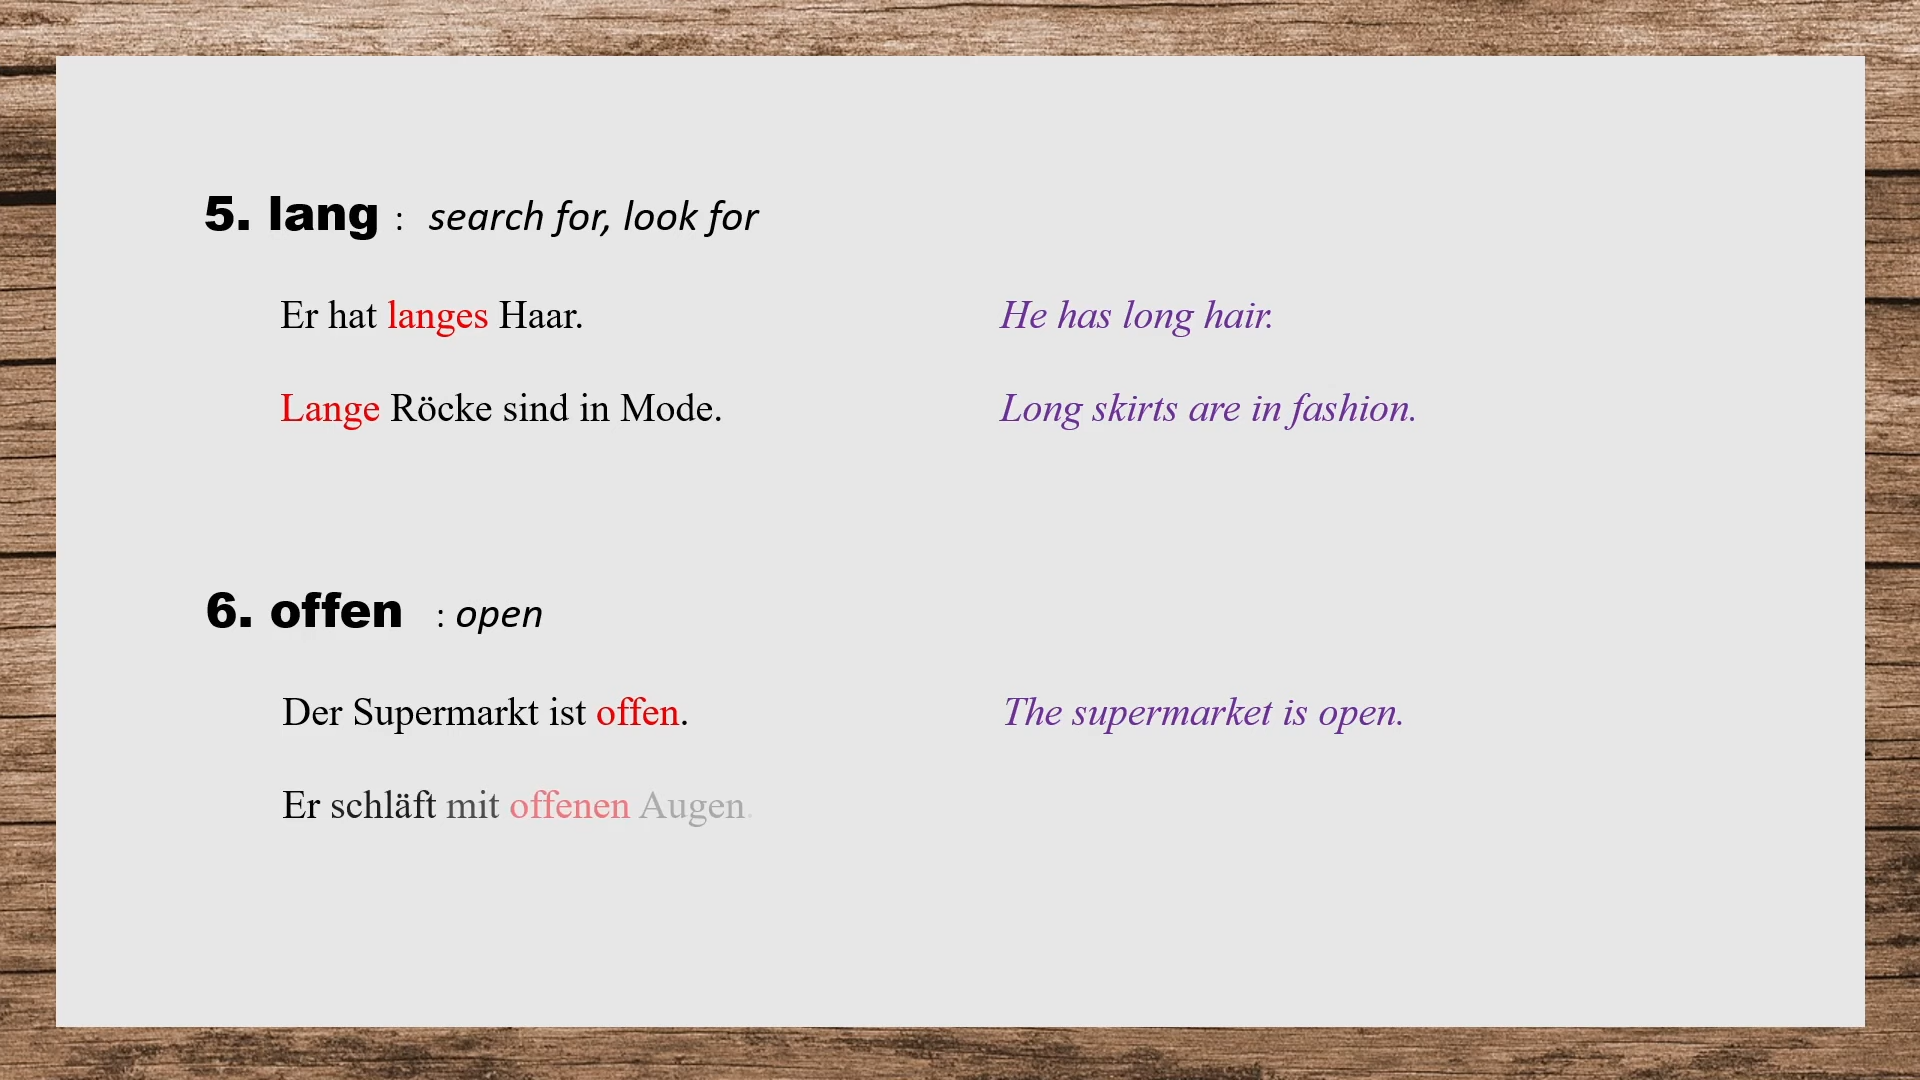 5. lang : search for, look for
Er hat langes Haar. He has long hair.
Lange Röcke sind in Mode. Long skirts are in fashion.
6. offen : open
Der Supermarkt ist offen. The supermarket is open.
Er schläft mit offenen Augen.